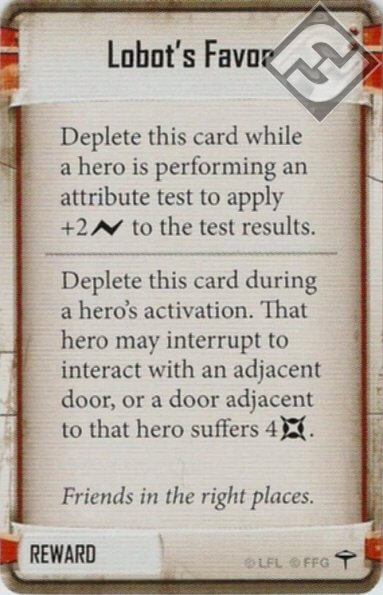 Lobot's Favor
Deplete this card while
a hero is performing an
attribute test to apply
+2 to the test results.
Deplete this card during
a hero's activation. That
hero may interrupt to
interact with an adjacent
door, or a door adjacent
to that hero suffers 4.
Friends in the right places.
REWARD
© LFL © FFG